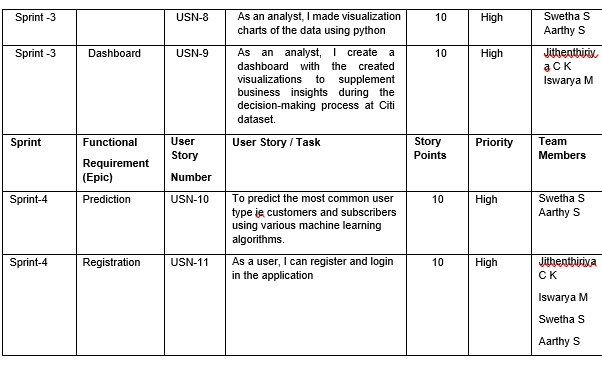 Sprint -3 USN-8 As an analyst, I made visualization 10 High Swetha S
charts of the data using python Aarthy S
Sprint -3 Dashboard USN-9 As an analyst, I create a 10 High Jithenthiriy
dashboard with the created a C K
visualizations to supplement Iswarya M
business insights during the
decision-making process at Citi
dataset.
Sprint Functional User User Story / Task Story Priority Team
Requirement Story Points Members
(Epic) Number
Sprint-4 Prediction USN-10 To predict the most common user 10 High Swetha S
type ie customers and subscribers Aarthy S
using various machine learning
algorithms.
Sprint-4 Registration USN-11 As a user, I can register and login 10 High Jithenthiriya
in the application C K
Iswarya M
Swetha S
Aarthy S